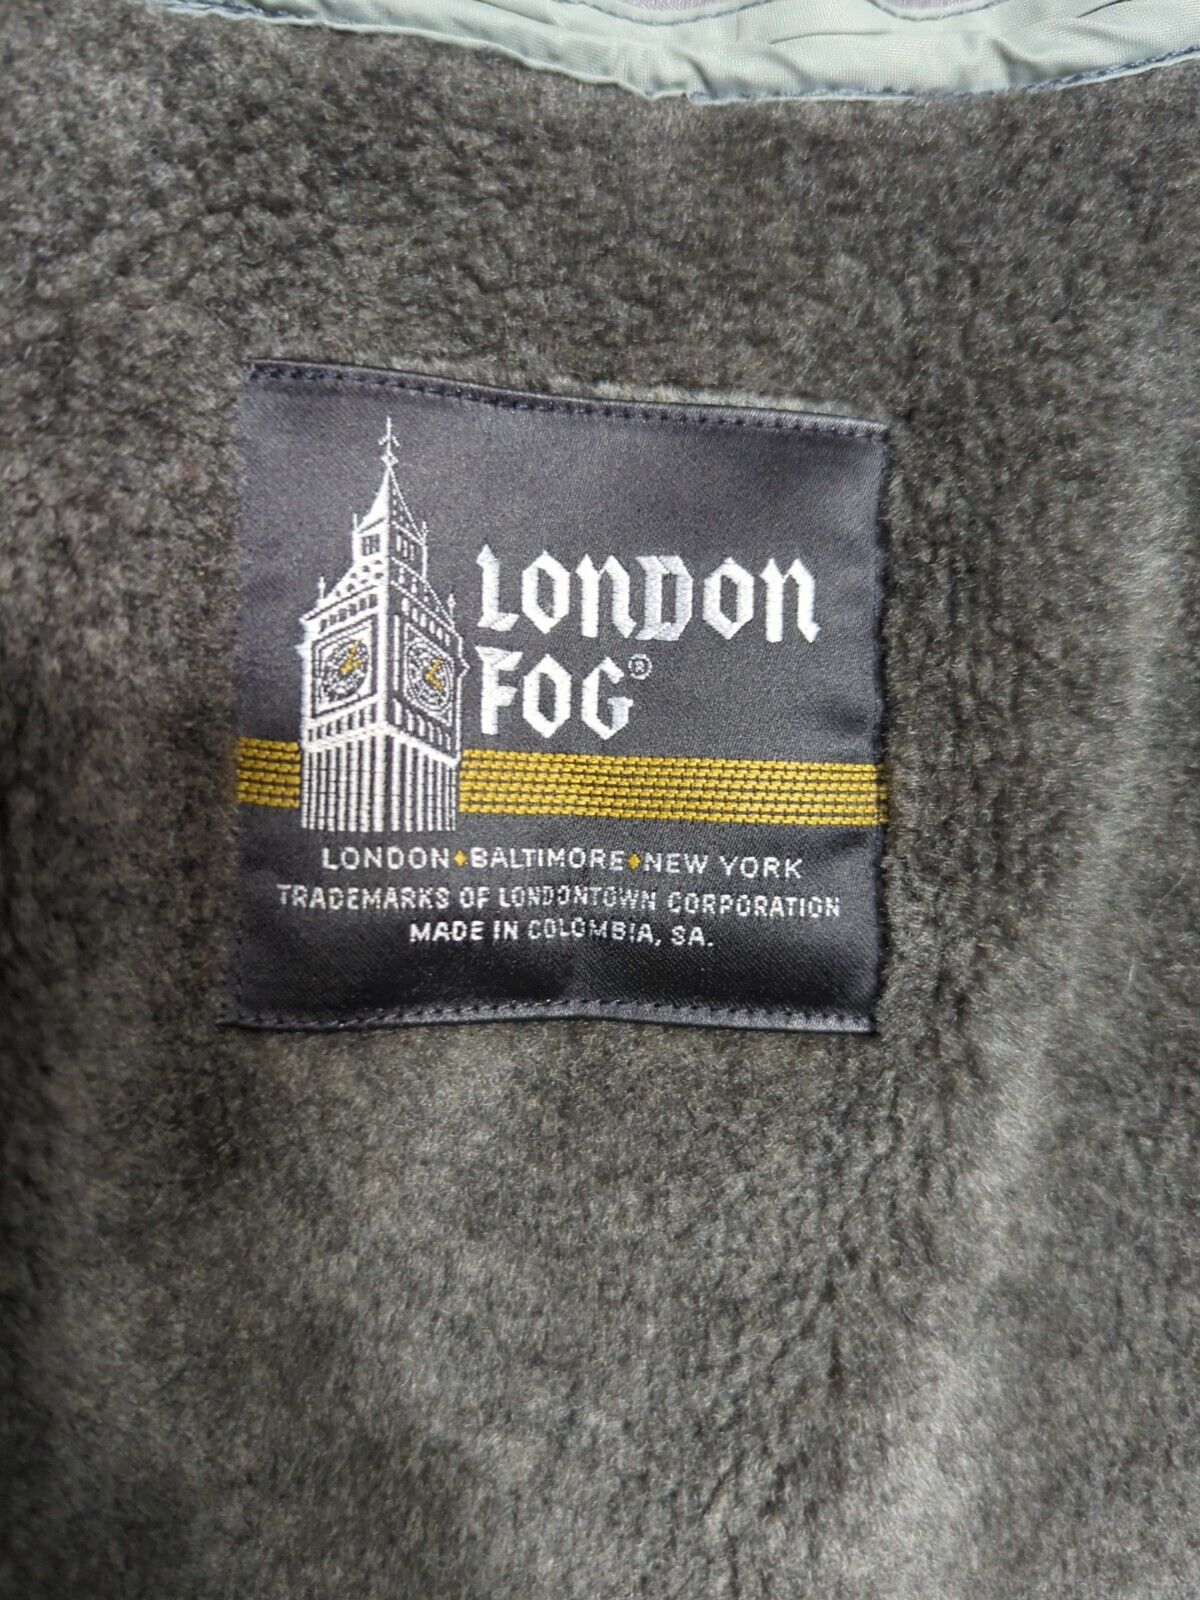 LONDON
FOG®
LONDON♦BALTIMORE♦NEW YORK
TRADEMARKS OF LONDONTOWN CORPORATION
MADE IN COLOMBIA, SA.